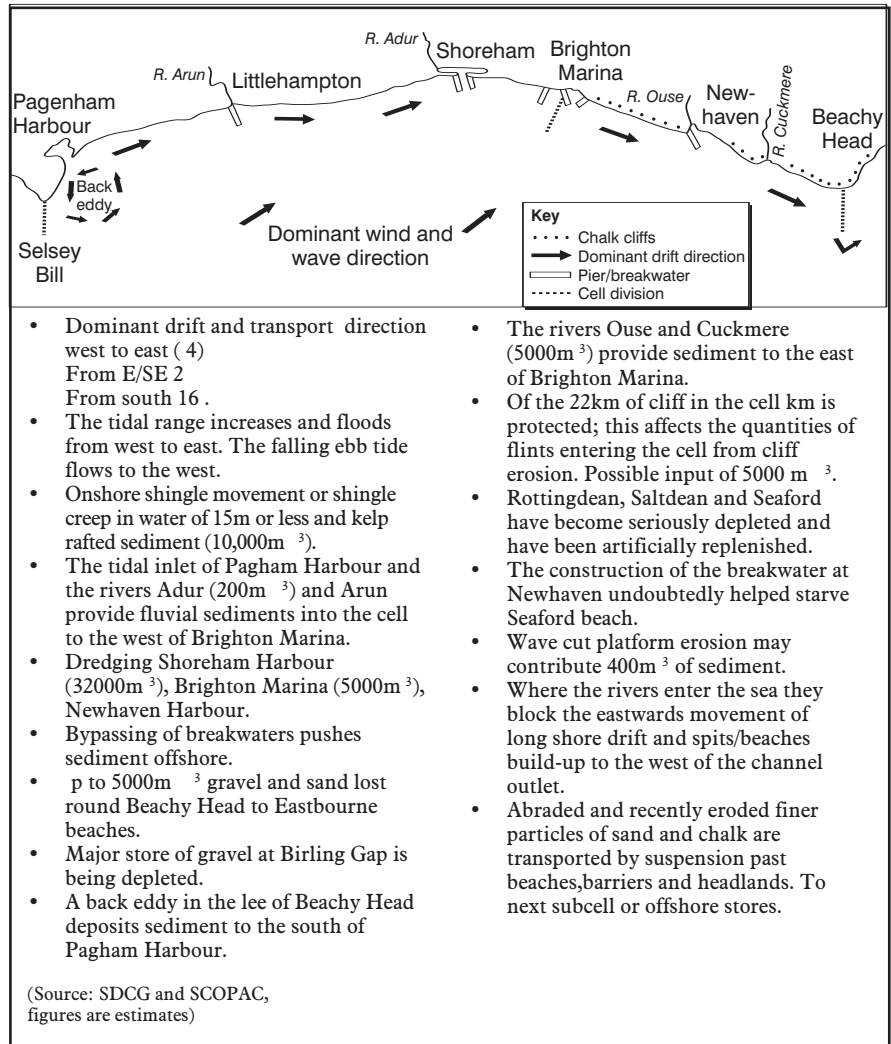 R. Adur
Shoreham
Brighton
Marina
R. Arun
Littlehampton
R. Ouse
New-
haven
R. Cuckmere
Beachy
Head
Pagenham
Harbour
Back
eddy
Selsey
Bill
Dominant wind and
wave direction
Key
Chalk cliffs
Dominant drift direction
Pier/breakwater
Cell division
• Dominant drift and transport direction
west to east ( 4)
From E/SE 2
From south 16 .
• The tidal range increases and floods
from west to east. The falling ebb tide
flows to the west.
• Onshore shingle movement or shingle
creep in water of 15m or less and kelp
rafted sediment (10,000m ³).
• The tidal inlet of Pagham Harbour and
the rivers Adur (200m ³) and Arun
provide fluvial sediments into the cell
to the west of Brighton Marina.
• Dredging Shoreham Harbour
(32000m ³), Brighton Marina (5000m ³),
Newhaven Harbour.
• Bypassing of breakwaters pushes
sediment offshore.
• p to 5000m ³ gravel and sand lost
round Beachy Head to Eastbourne
beaches.
• Major store of gravel at Birling Gap is
being depleted.
• A back eddy in the lee of Beachy Head
deposits sediment to the south of
Pagham Harbour.
• The rivers Ouse and Cuckmere
(5000m ³) provide sediment to the east
of Brighton Marina.
• Of the 22km of cliff in the cell km is
protected; this affects the quantities of
flints entering the cell from cliff
erosion. Possible input of 5000 m ³.
• Rottingdean, Saltdean and Seaford
have become seriously depleted and
have been artificially replenished.
• The construction of the breakwater at
Newhaven undoubtedly helped starve
Seaford beach.
• Wave cut platform erosion may
contribute 400m ³ of sediment.
• Where the rivers enter the sea they
block the eastwards movement of
long shore drift and spits/beaches
build-up to the west of the channel
outlet.
• Abraded and recently eroded finer
particles of sand and chalk are
transported by suspension past
beaches,barriers and headlands. To
next subcell or offshore stores.
(Source: SDCG and SCOPAC,
figures are estimates)